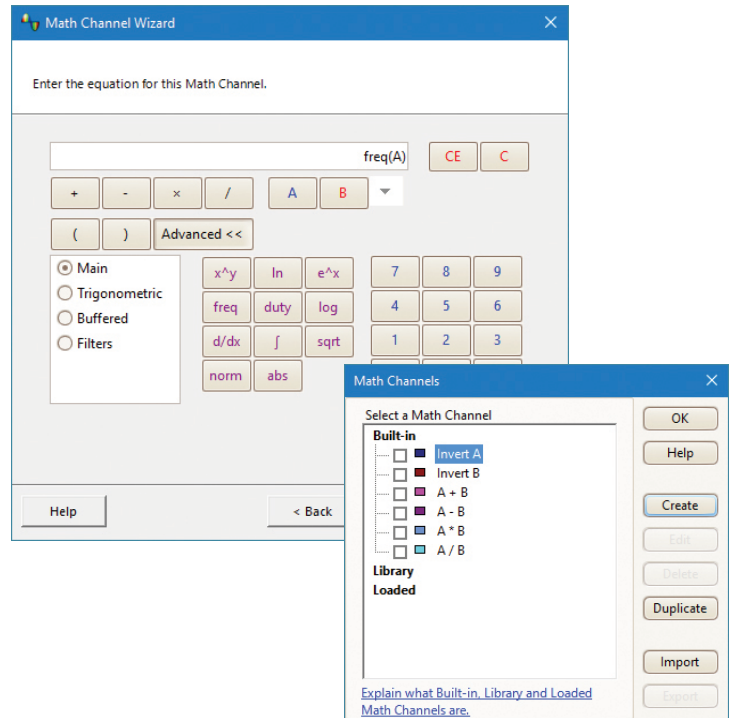 Math Channel Wizard
Enter the equation for this Math Channel.
freq(A) CE C
+ - × / A B
( ) Advanced <<
Main x^y ln e^x 7 8 9
Trigonometric freq duty log 4 5 6
Buffered d/dx ∫ sqrt 1 2 3
Filters norm abs
Help < Back
Math Channels
Select a Math Channel OK
Built-in
Invert A Help
Invert B
A + B Create
A - B
A * B Edit
A / B
Library Delete
Loaded
Duplicate
Import
Explain what Built-in, Library and Loaded Export
Math Channels are.